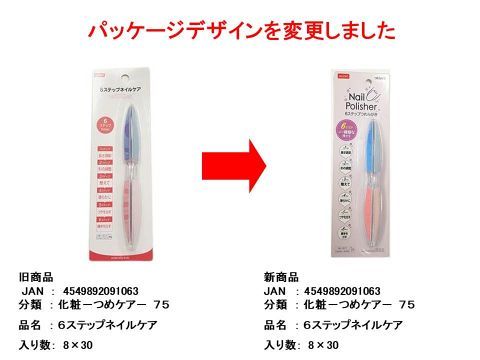 パッケージデザインを変更しました
6ステップネイルケア
6
ステップ
Nail
Polisher
6ステップつめみがき
旧商品
JAN : 4549892091063
分類 : 化粧－つめケアー 75
品名 : 6ステップネイルケア
入り数: 8×30
新商品
JAN : 4549892091063
分類 : 化粧－つめケアー 75
品名 : 6ステップネイルケア
入り数: 8×30